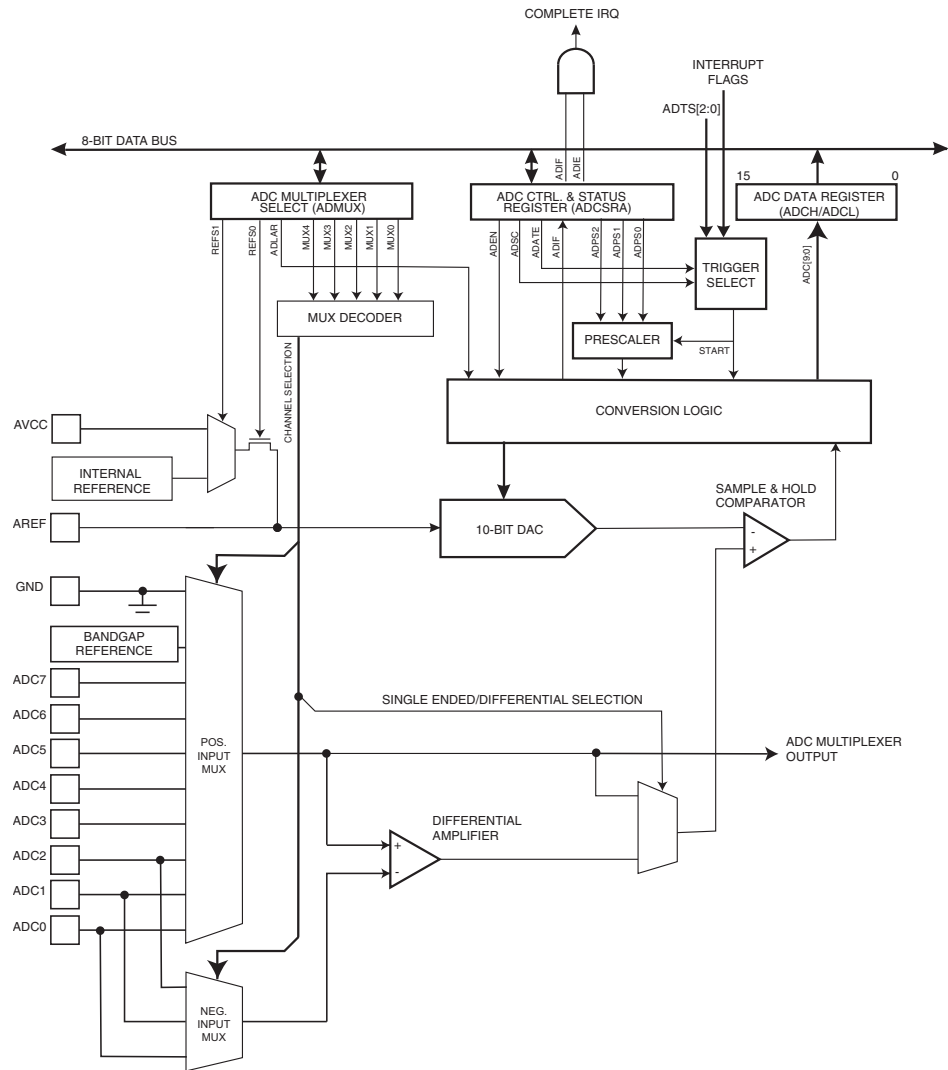 COMPLETE IRQ
INTERRUPT
FLAGS
ADTS[2:0]
8-BIT DATA BUS
ADIF
ADIE
15
0
ADC MULTIPLEXER
SELECT (ADMUX)
ADC CTRL. & STATUS
REGISTER (ADCSRA)
ADC DATA REGISTER
(ADCH/ADCL)
REFS1
REFS0
ADLAR
MUX4
MUX3
MUX2
MUX1
MUX0
ADEN
ADSC
ADATE
ADIF
ADPS2
ADPS1
ADPS0
ADC[9:0]
TRIGGER
SELECT
MUX DECODER
PRESCALER
START
CHANNEL SELECTION
CONVERSION LOGIC
AVCC
INTERNAL
REFERENCE
SAMPLE & HOLD
COMPARATOR
AREF
10-BIT DAC
-
+
GND
BANDGAP
REFERENCE
ADC7
SINGLE ENDED/DIFFERENTIAL SELECTION
ADC6
ADC5
POS.
INPUT
MUX
ADC MULTIPLEXER
OUTPUT
ADC4
ADC3
DIFFERENTIAL
AMPLIFIER
+
-
ADC2
ADC1
ADC0
NEG.
INPUT
MUX